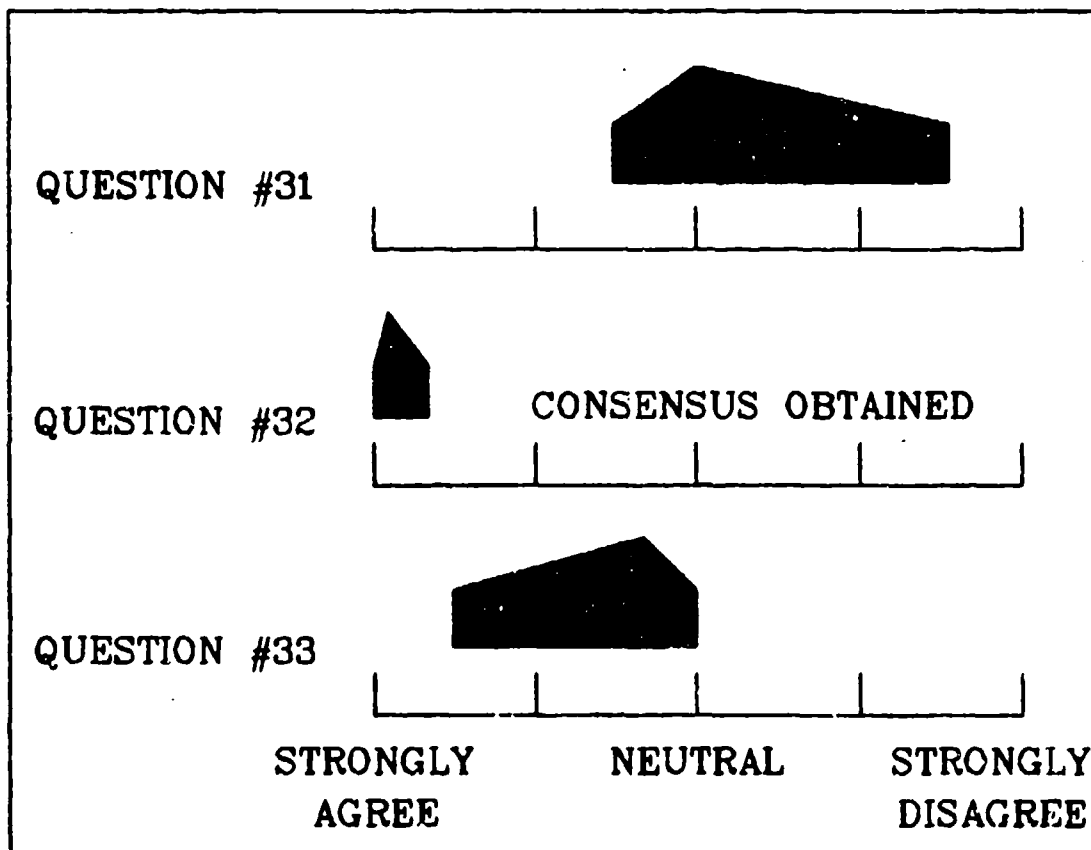 QUESTION #31
QUESTION #32
CONSENSUS OBTAINED
QUESTION #33
STRONGLY AGREE
NEUTRAL
STRONGLY DISAGREE